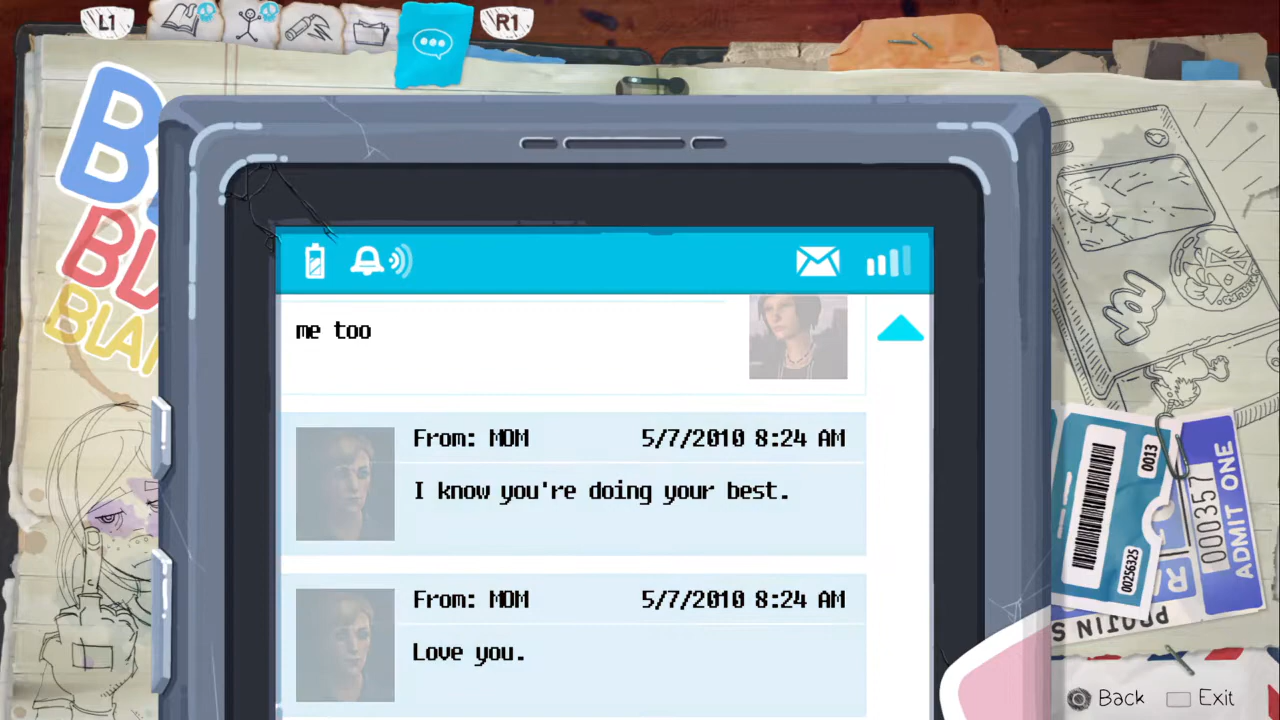 L1
R1
me too
From: MOM 5/7/2010 8:24 AM
I know you're doing your best.
From: MOM 5/7/2010 8:24 AM
Love you.
0013
00256325
000357
ADMIT ONE
Back
Exit